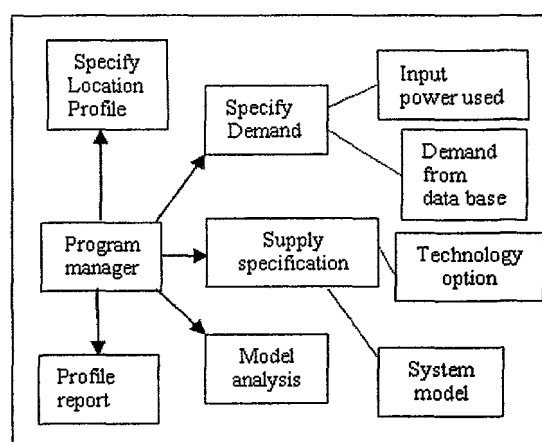 Specify
Location
Profile
Specify
Demand
Input
power used
Demand
from
data base
Program
manager
Supply
specification
Technology
option
Profile
report
Model
analysis
System
model